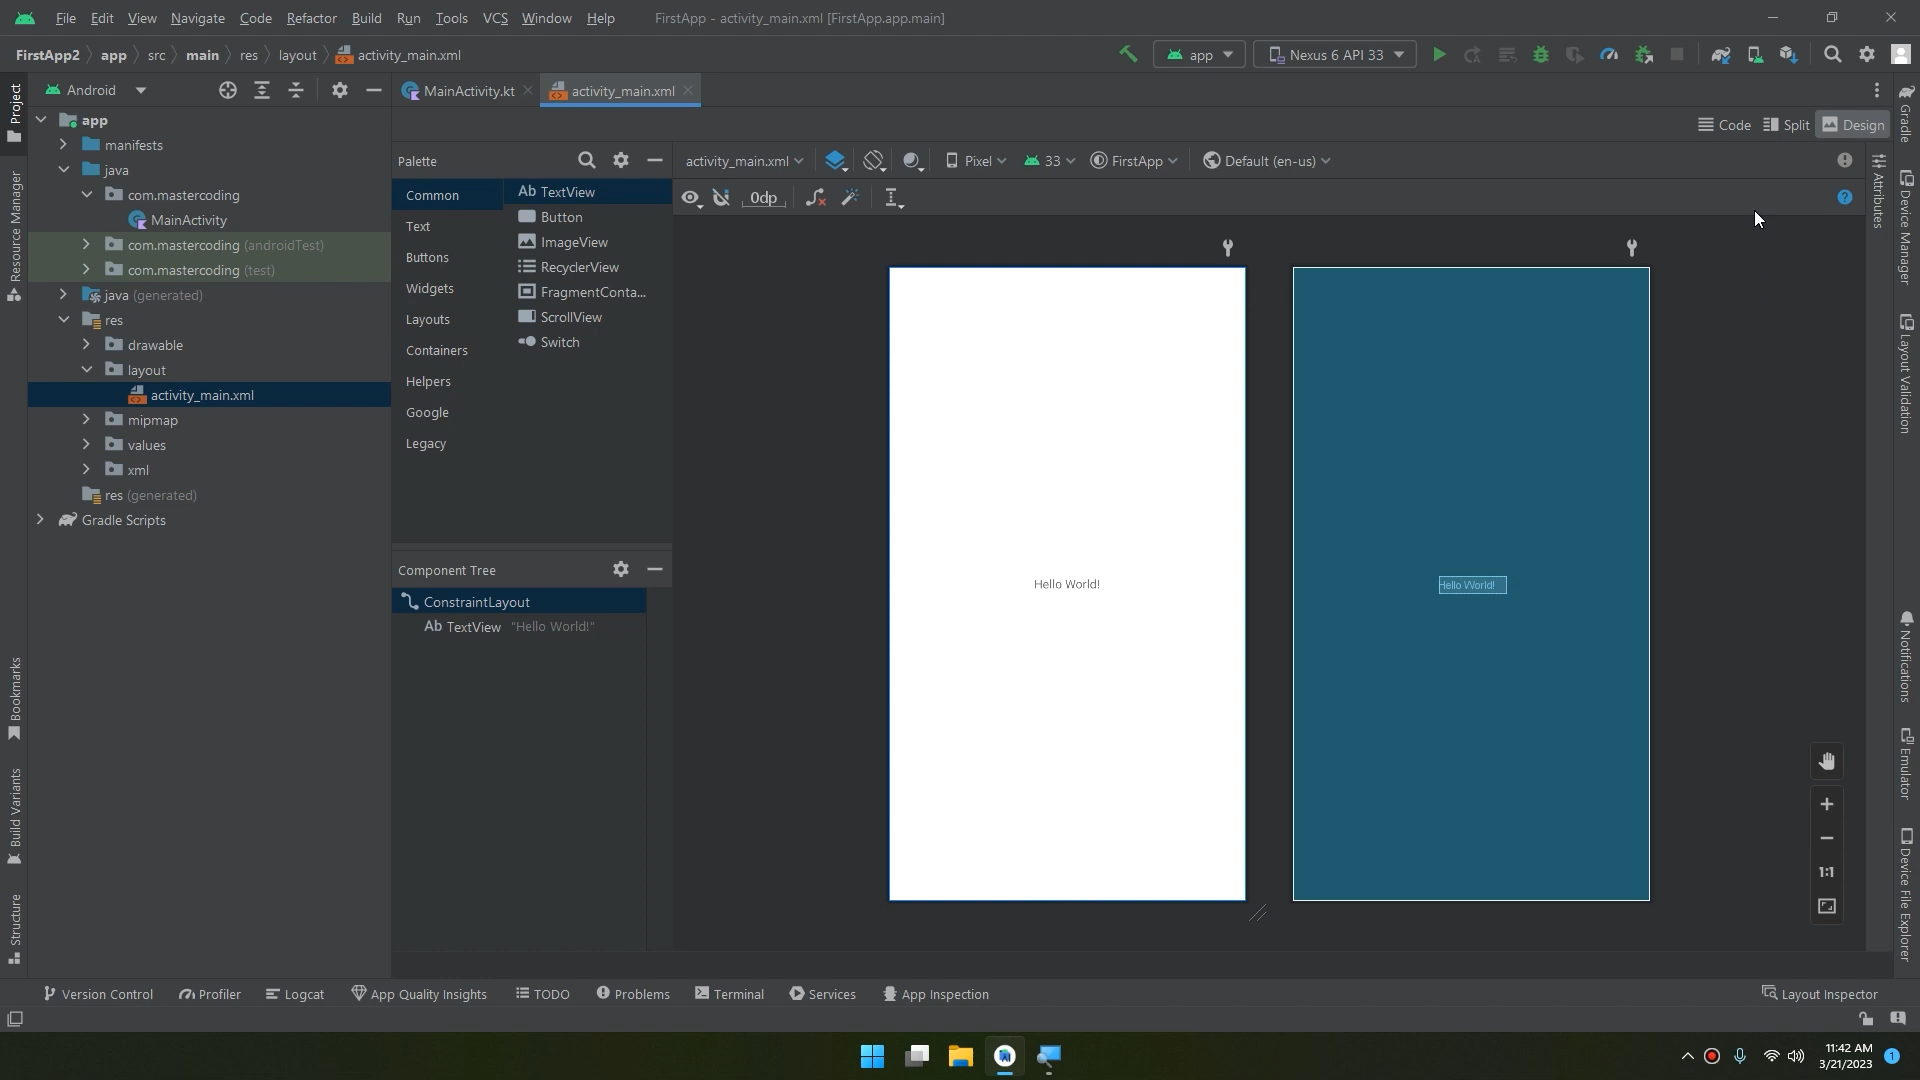 File Edit View Navigate Code Refactor Build Run Tools VCS Window Help FirstApp - activity_main.xml [FirstApp.app.main]
FirstApp2 app src main res layout activity_main.xml app Nexus 6 API 33
Android MainActivity.kt activity_main.xml
Code Split Design
app
manifests
java
com.mastercoding
MainActivity
com.mastercoding (androidTest)
com.mastercoding (test)
java (generated)
res
drawable
layout
activity_main.xml
mipmap
values
xml
res (generated)
Gradle Scripts
Palette
Common
Text
Buttons
Widgets
Layouts
Containers
Helpers
Google
Legacy
Ab TextView
Button
ImageView
RecyclerView
FragmentConta...
ScrollView
Switch
Component Tree
ConstraintLayout
Ab TextView "Hello World!"
activity_main.xml Pixel 33 FirstApp Default (en-us)
0dp
Hello World!
Hello World!
1:1
Project
Resource Manager
Bookmarks
Build Variants
Structure
Attributes
Gradle
Device Manager
Layout Validation
Notifications
Emulator
Device File Explorer
Version Control Profiler Logcat App Quality Insights TODO Problems Terminal Services App Inspection Layout Inspector
11:42 AM
3/21/2023
1